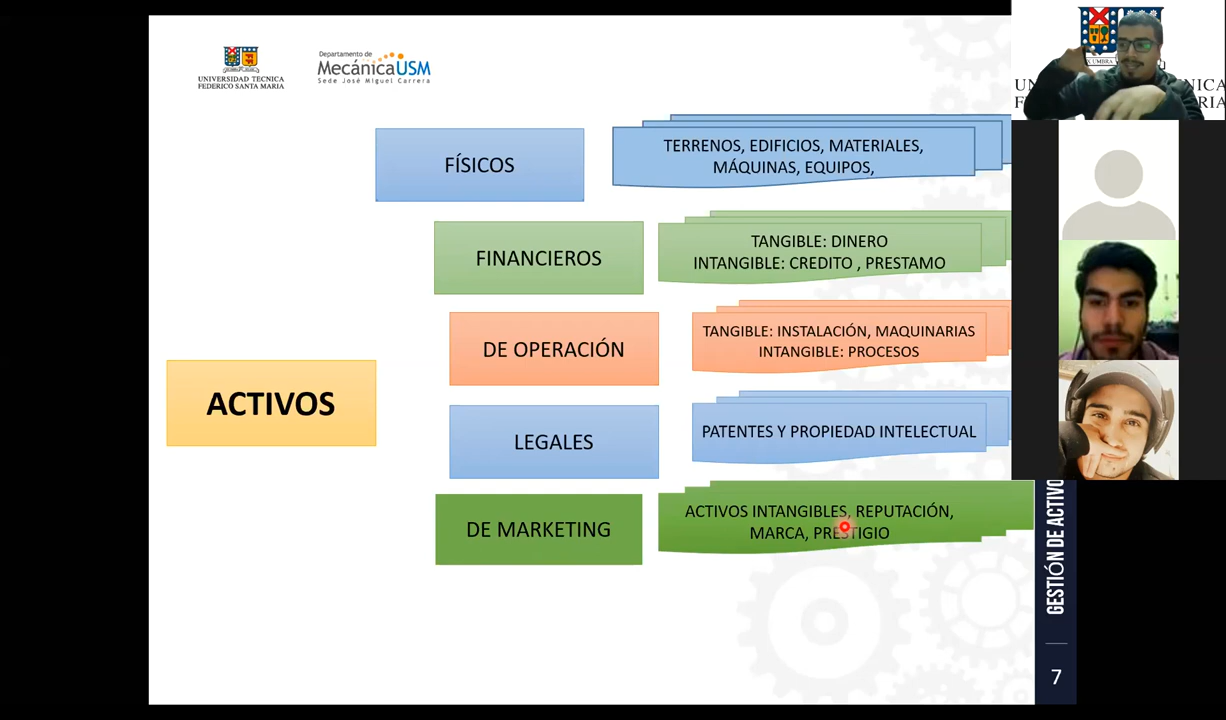 UNIVERSIDAD TECNICA
FEDERICO SANTA MARIA
Departamento de
MecánicaUSM
Sede José Miguel Carrera
FÍSICOS
TERRENOS, EDIFICIOS, MATERIALES,
MÁQUINAS, EQUIPOS,
FINANCIEROS
TANGIBLE: DINERO
INTANGIBLE: CREDITO , PRESTAMO
DE OPERACIÓN
TANGIBLE: INSTALACIÓN, MAQUINARIAS
INTANGIBLE: PROCESOS
ACTIVOS
LEGALES
PATENTES Y PROPIEDAD INTELECTUAL
DE MARKETING
ACTIVOS INTANGIBLES, REPUTACIÓN,
MARCA, PRESTIGIO
GESTIÓN DE ACTIVO
7